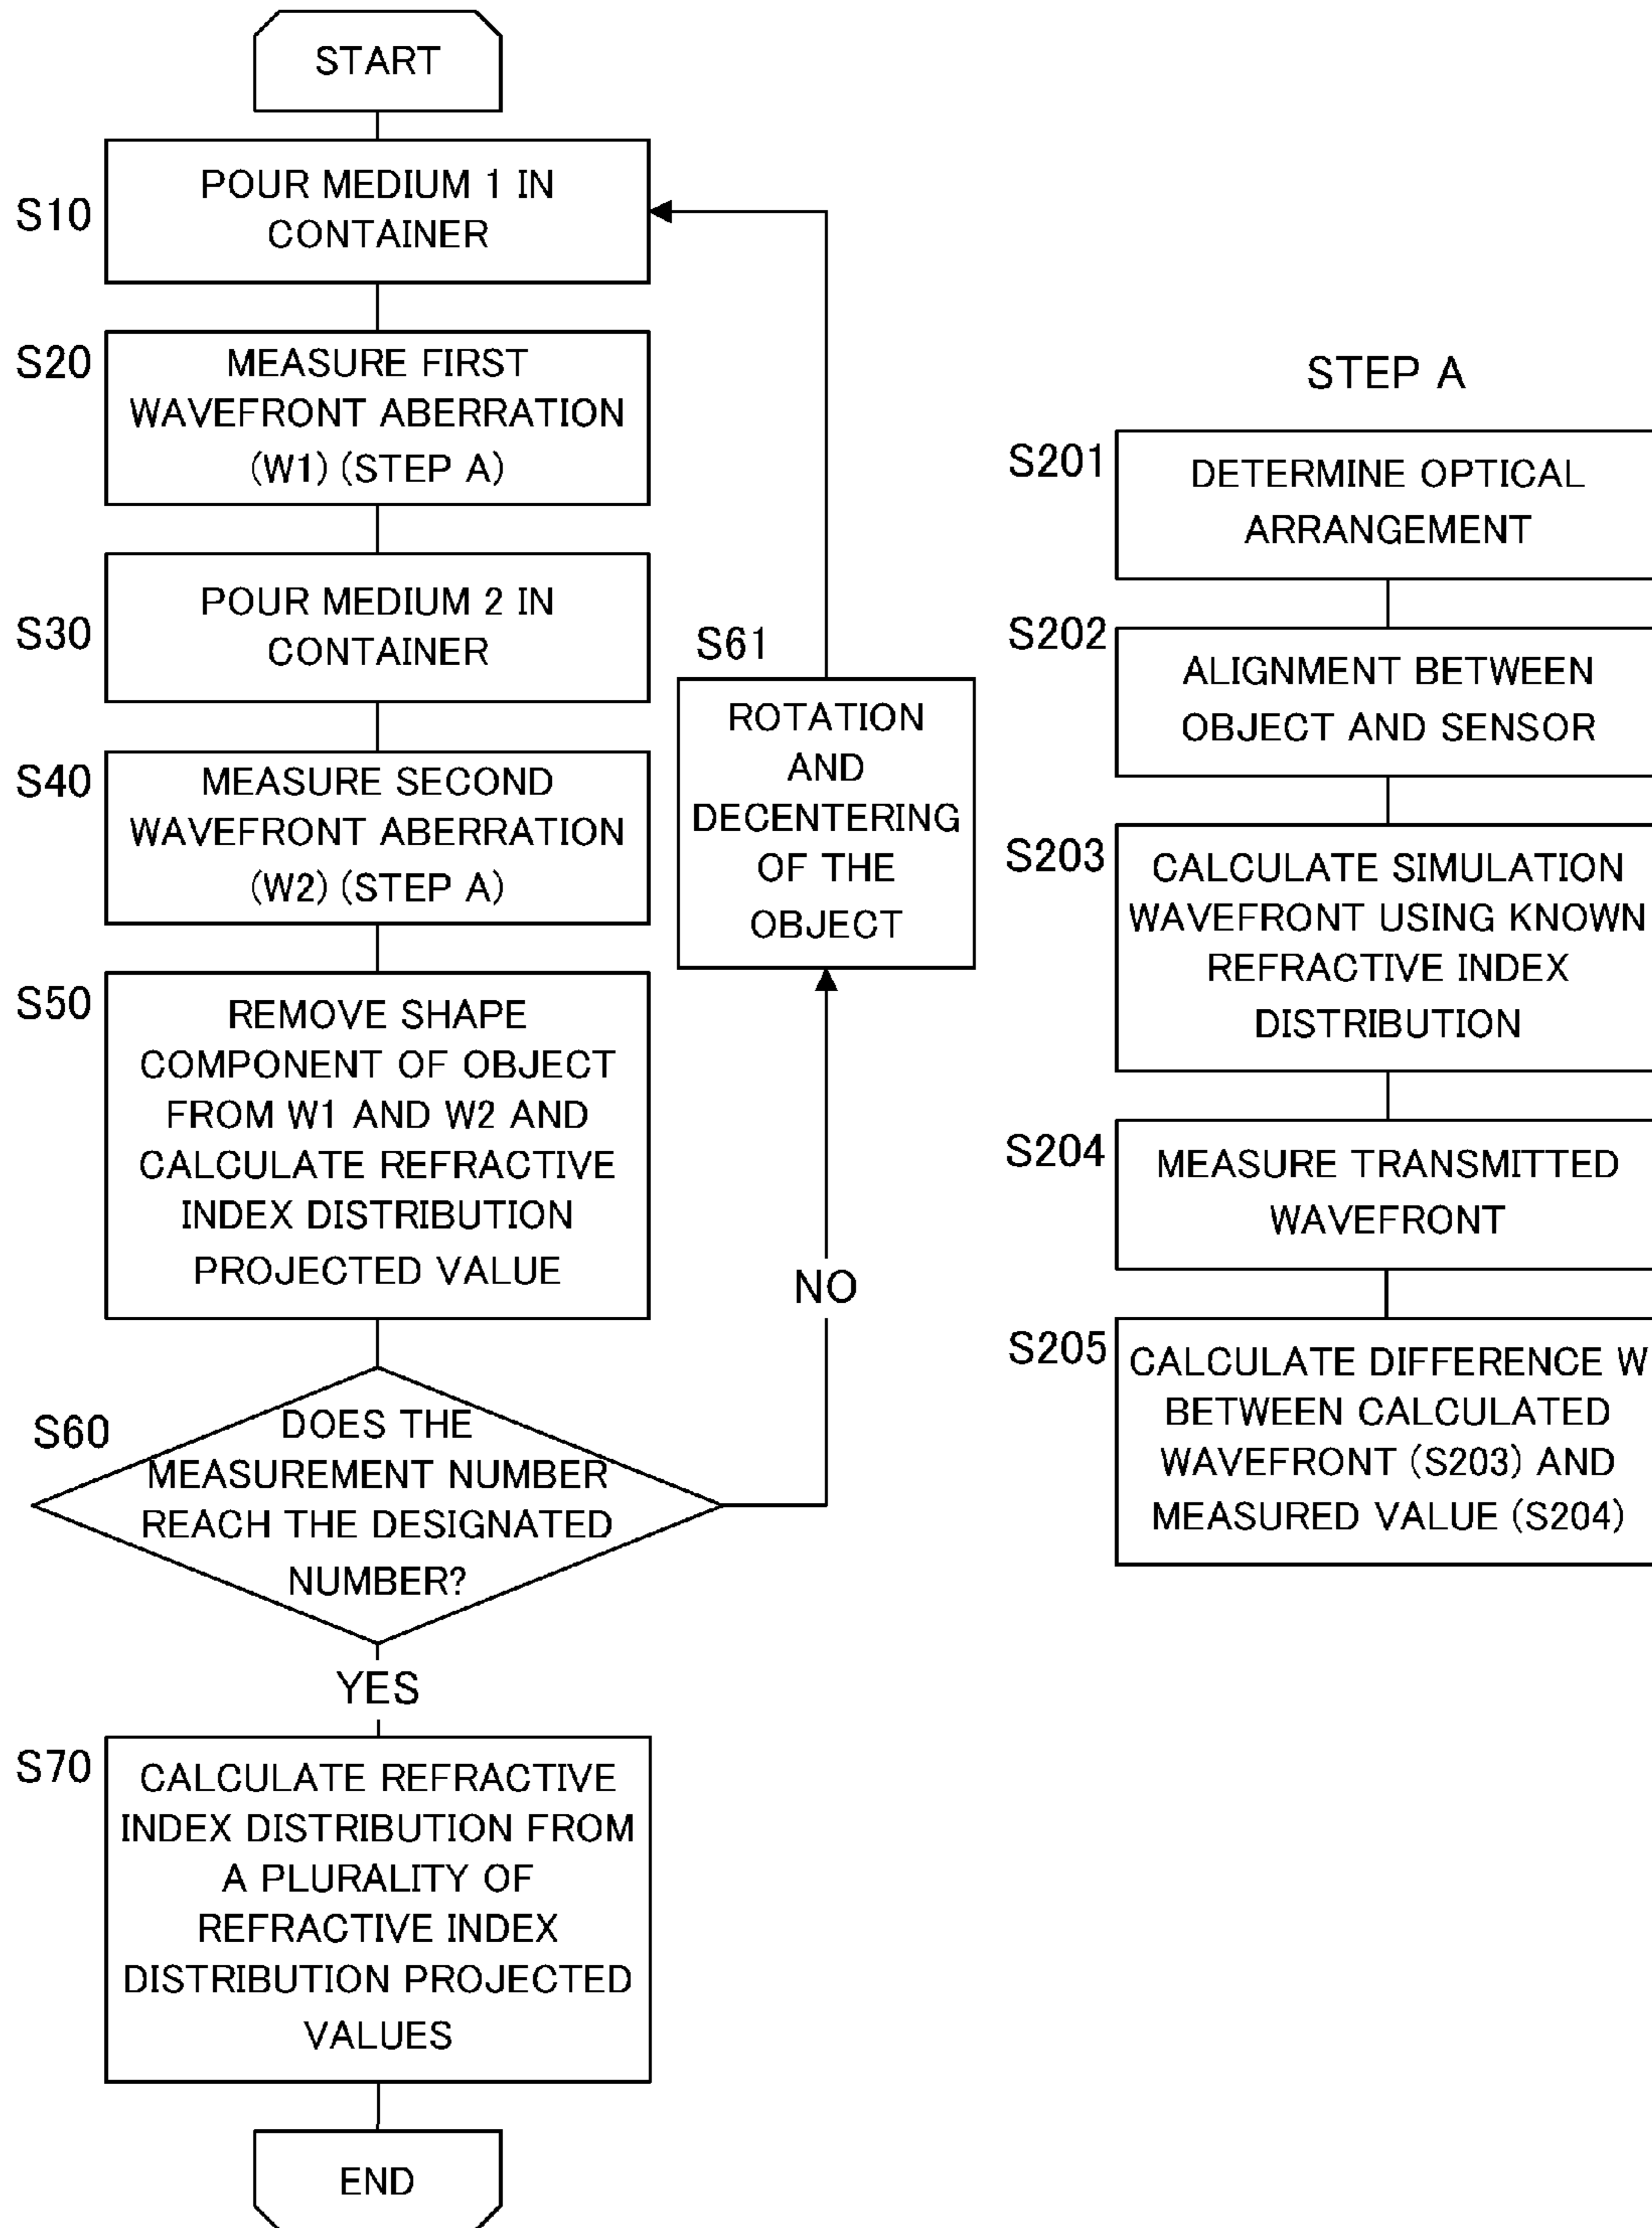 START
S10
POUR MEDIUM 1 IN
CONTAINER
S20
MEASURE FIRST
WAVEFRONT ABERRATION
(W1) (STEP A)
S30
POUR MEDIUM 2 IN
CONTAINER
S40
MEASURE SECOND
WAVEFRONT ABERRATION
(W2) (STEP A)
S50
REMOVE SHAPE
COMPONENT OF OBJECT
FROM W1 AND W2 AND
CALCULATE REFRACTIVE
INDEX DISTRIBUTION
PROJECTED VALUE
S60
DOES THE
MEASUREMENT NUMBER
REACH THE DESIGNATED
NUMBER?
NO
S61
ROTATION
AND
DECENTERING
OF THE
OBJECT
YES
S70
CALCULATE REFRACTIVE
INDEX DISTRIBUTION FROM
A PLURALITY OF
REFRACTIVE INDEX
DISTRIBUTION PROJECTED
VALUES
END
STEP A
S201
DETERMINE OPTICAL
ARRANGEMENT
S202
ALIGNMENT BETWEEN
OBJECT AND SENSOR
S203
CALCULATE SIMULATION
WAVEFRONT USING KNOWN
REFRACTIVE INDEX
DISTRIBUTION
S204
MEASURE TRANSMITTED
WAVEFRONT
S205
CALCULATE DIFFERENCE W
BETWEEN CALCULATED
WAVEFRONT (S203) AND
MEASURED VALUE (S204)